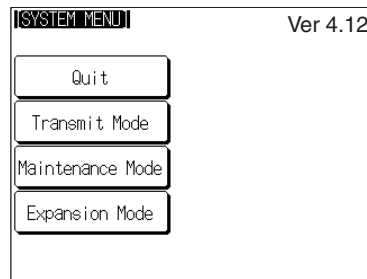 [SYSTEM MENU]
Ver 4.12
Quit
Transmit Mode
Maintenance Mode
Expansion Mode